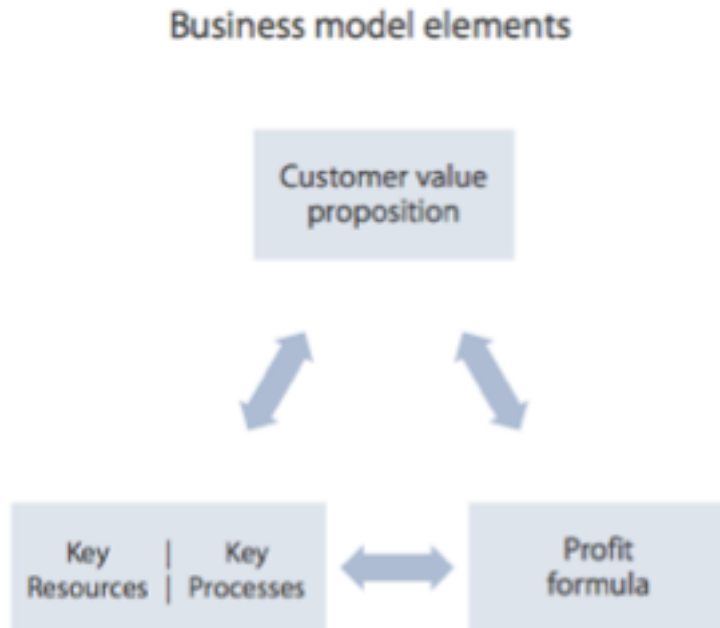 Business model elements
Customer value
proposition
Key | Key
Resources | Processes
Profit
formula